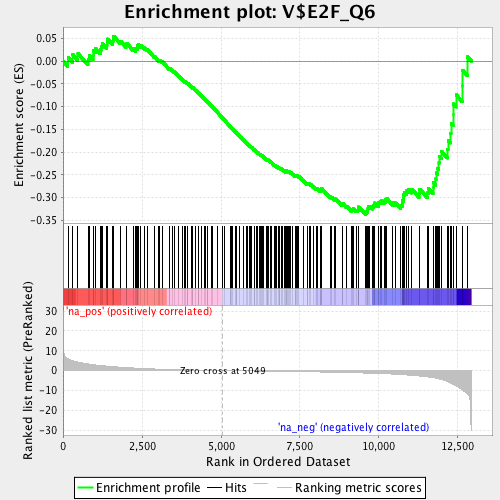 Enrichment plot: V$E2F_Q6
Enrichment score (ES)
0.05
0.00
-0.05
-0.10
-0.15
-0.20
-0.25
-0.30
-0.35
'na_pos' (positively correlated)
Ranked list metric (PreRanked)
30
20
10
0
-10
-20
-30
Zero cross at 5049
'na_neg' (negatively correlated)
0
2,500
5,000
7,500
10,000
12,500
Rank in Ordered Dataset
Enrichment profile
Hits
Ranking metric scores